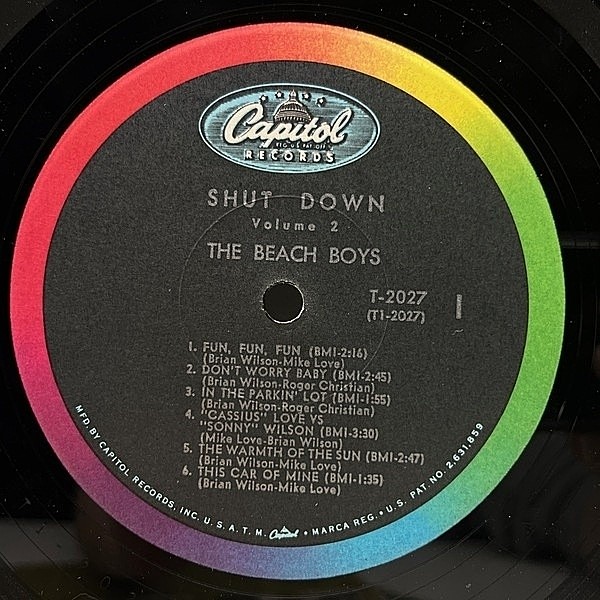 Capitol
REG. U.S. PAT. OFF.
RECORDS
SHUT DOWN
Volume 2
THE BEACH BOYS
T-2027
(T1-2027)
1
1. FUN, FUN, FUN (BMI-2:16)
(Brian Wilson-Mike Love)
2. DON'T WORRY BABY (BMI-2:45)
(Brian Wilson-Roger Christian)
3. IN THE PARKIN' LOT (BMI-1:55)
(Brian Wilson-Roger Christian)
4. "CASSIUS" LOVE VS
"SONNY" WILSON (BMI-3:30)
(Mike Love-Brian Wilson)
5. THE WARMTH OF THE SUN (BMI-2:47)
(Brian Wilson-Mike Love)
6. THIS CAR OF MINE (BMI-1:35)
(Brian Wilson-Mike Love)
MFD. BY CAPITOL RECORDS, INC. U. S. A. T. M. Capitol • MARCA REG. • U. S. PAT. NO. 2,631,859